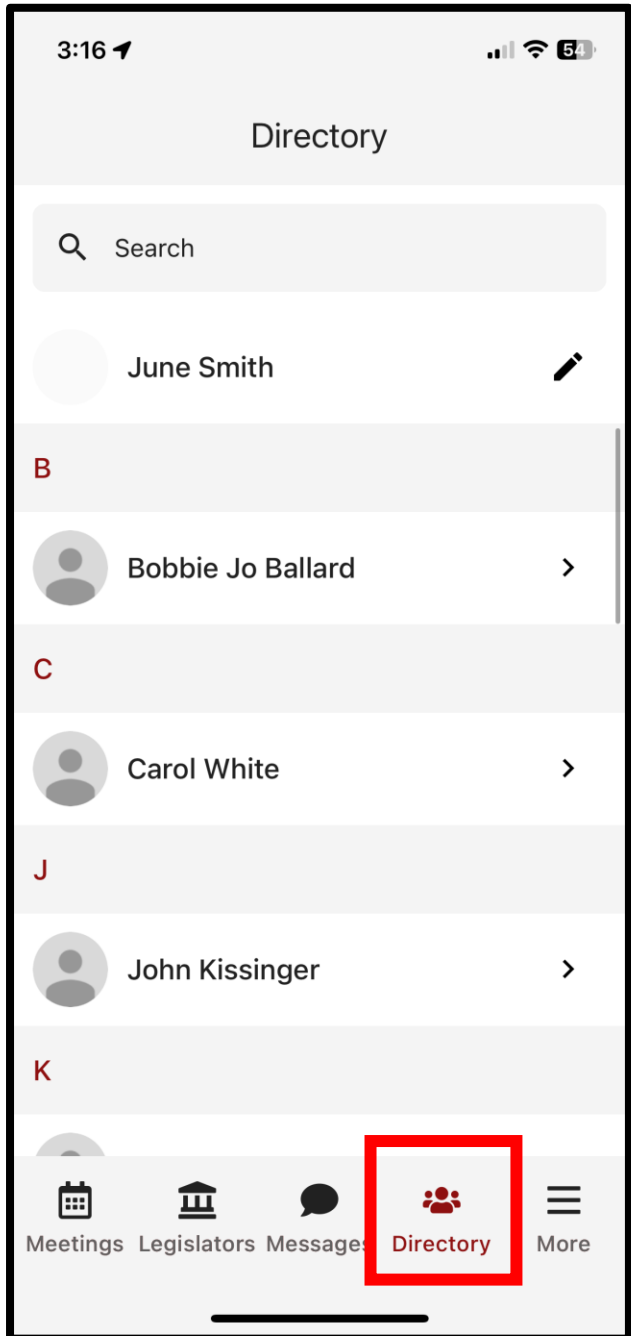 3:16 54
Directory
Search
June Smith
B
Bobbie Jo Ballard
C
Carol White
J
John Kissinger
K
Meetings Legislators Messages Directory More